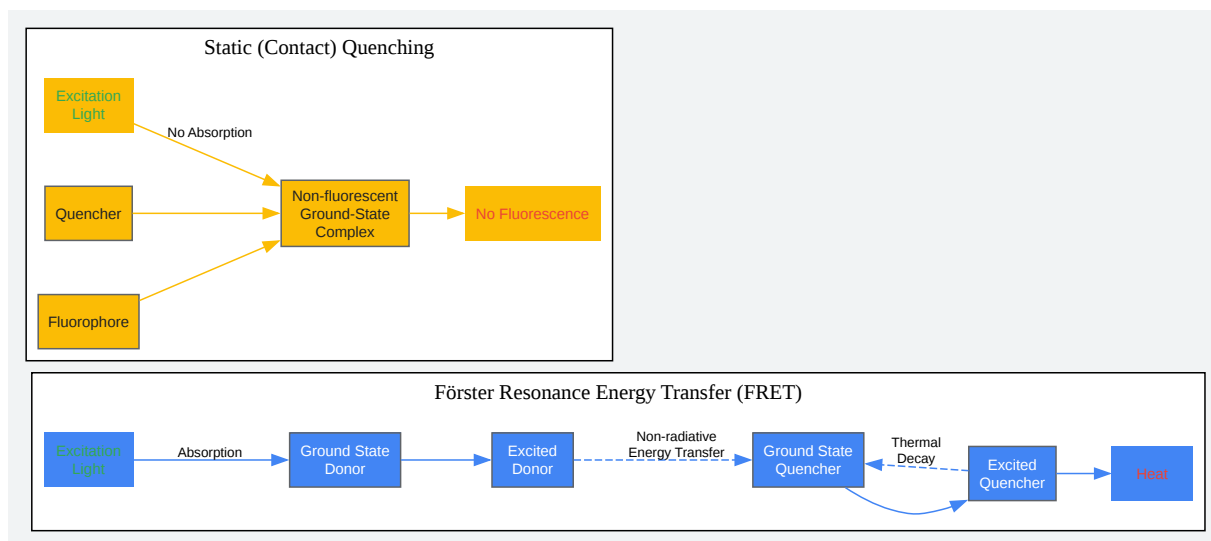 Static (Contact) Quenching
Excitation
Light
No Absorption
Quencher
Non-fluorescent
Ground-State
Complex
No Fluorescence
Fluorophore
Förster Resonance Energy Transfer (FRET)
Excitation
Light
Absorption
Ground State
Donor
Excited
Donor
Non-radiative
Energy Transfer
Ground State
Quencher
Thermal
Decay
Excited
Quencher
Heat